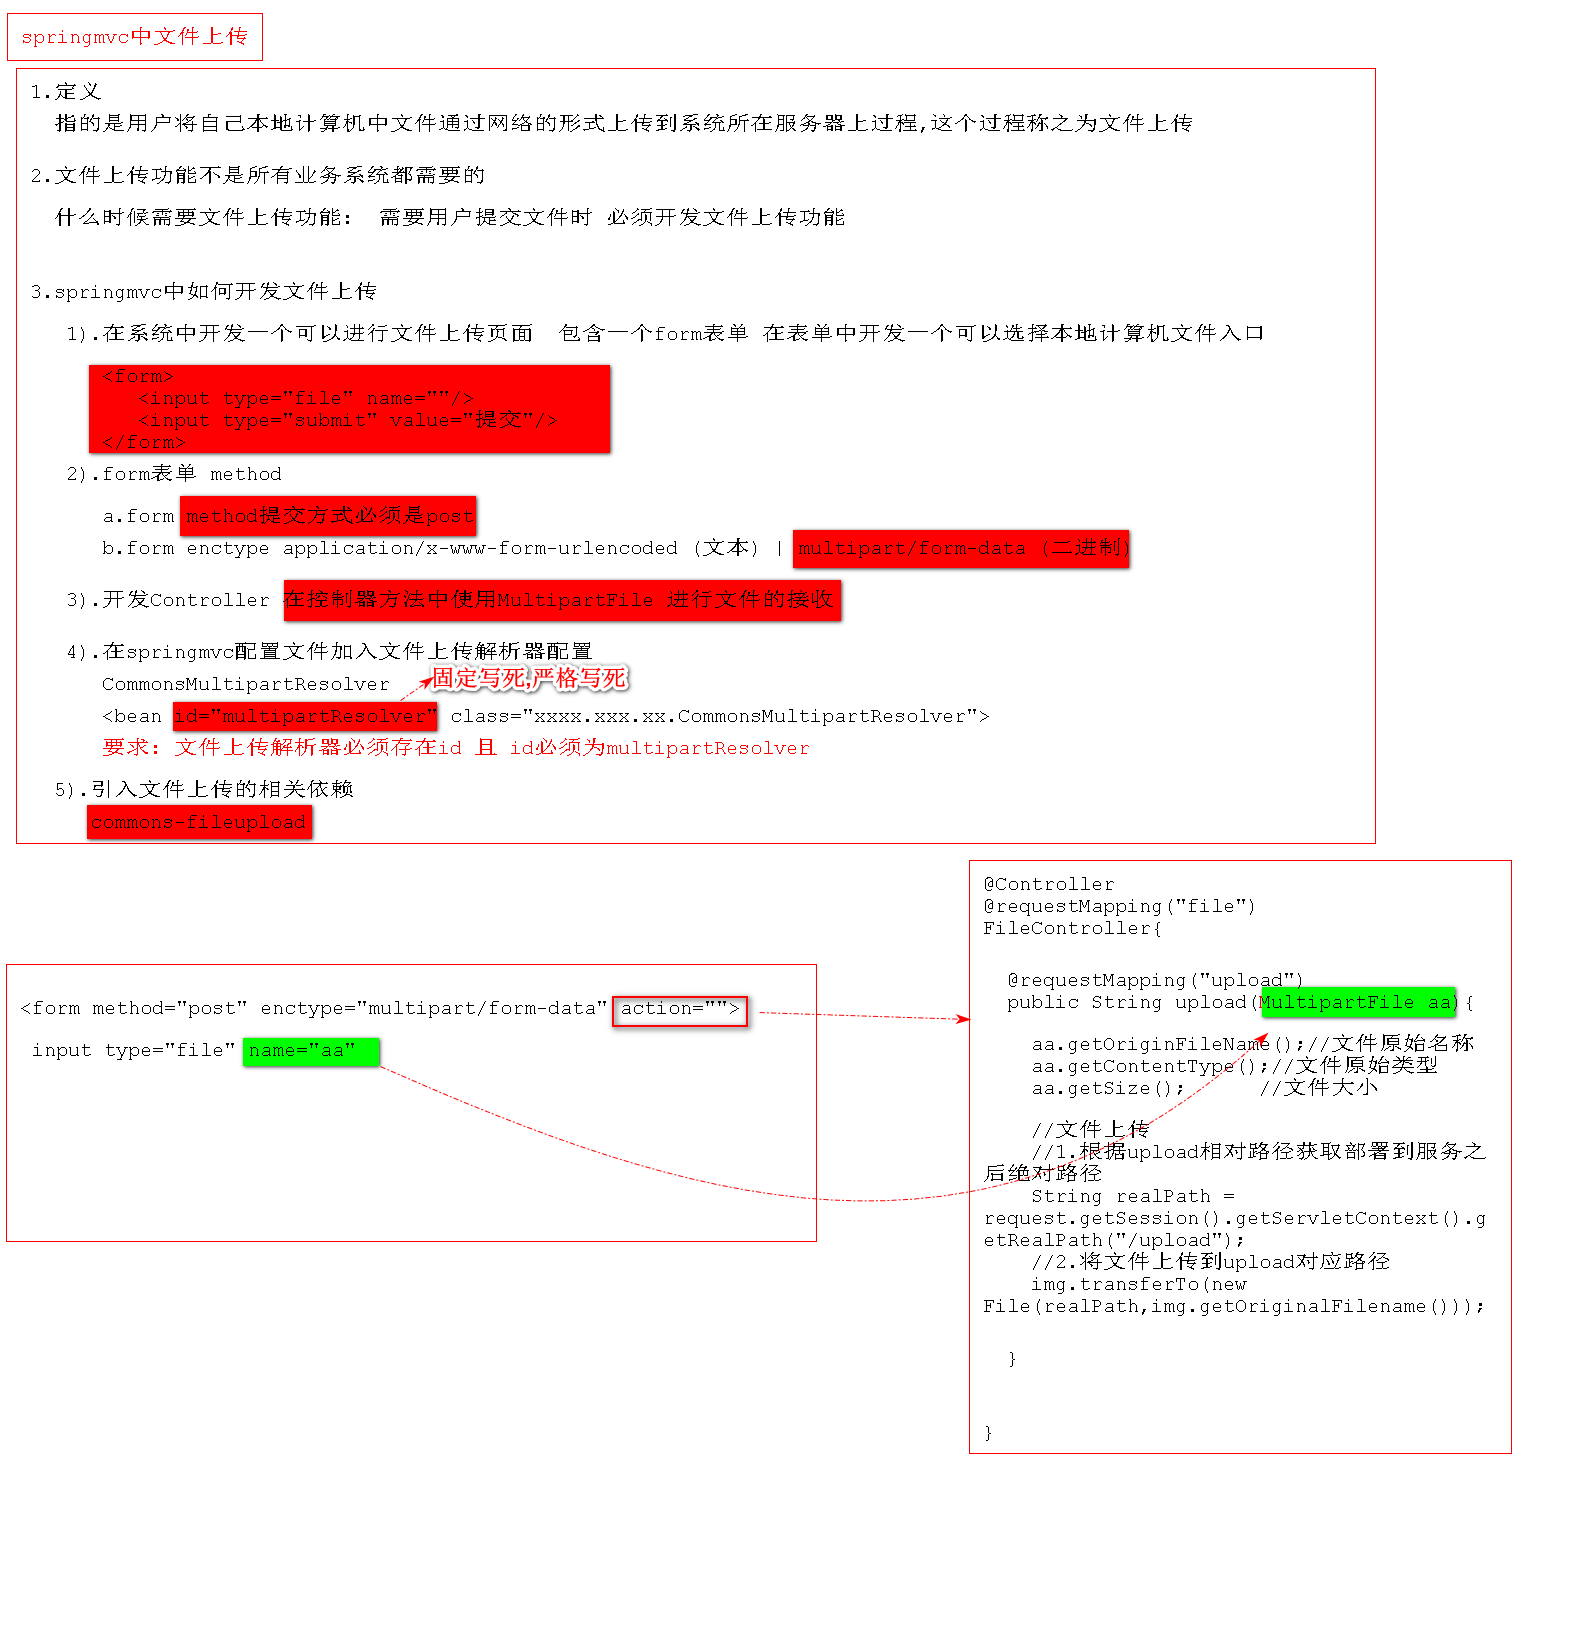 springmvc中文件上传
1.定义
指的是用户将自己本地计算机中文件通过网络的形式上传到系统所在服务器上过程,这个过程称之为文件上传
2.文件上传功能不是所有业务系统都需要的
什么时候需要文件上传功能: 需要用户提交文件时 必须开发文件上传功能
3.springmvc中如何开发文件上传
1).在系统中开发一个可以进行文件上传页面 包含一个form表单 在表单中开发一个可以选择本地计算机文件入口
<form>
<input type="file" name=""/>
<input type="submit" value="提交"/>
</form>
2).form表单 method
a.form method提交方式必须是post
b.form enctype application/x-www-form-urlencoded (文本) | multipart/form-data (二进制)
3).开发Controller 在控制器方法中使用MultipartFile 进行文件的接收
4).在springmvc配置文件加入文件上传解析器配置
CommonsMultipartResolver
固定写死,严格写死
<bean id="multipartResolver" class="xxxx.xxx.xx.CommonsMultipartResolver">
要求: 文件上传解析器必须存在id 且 id必须为multipartResolver
5).引入文件上传的相关依赖
commons-fileupload
<form method="post" enctype="multipart/form-data" action="">
input type="file" name="aa"
@Controller
@requestMapping("file")
FileController{
@requestMapping("upload")
public String upload(MultipartFile aa){
aa.getOriginFileName();//文件原始名称
aa.getContentType();//文件原始类型
aa.getSize(); //文件大小
//文件上传
//1.根据upload相对路径获取部署到服务之
后绝对路径
String realPath =
request.getSession().getServletContext().g
etRealPath("/upload");
//2.将文件上传到upload对应路径
img.transferTo(new
File(realPath,img.getOriginalFilename()));
}
}